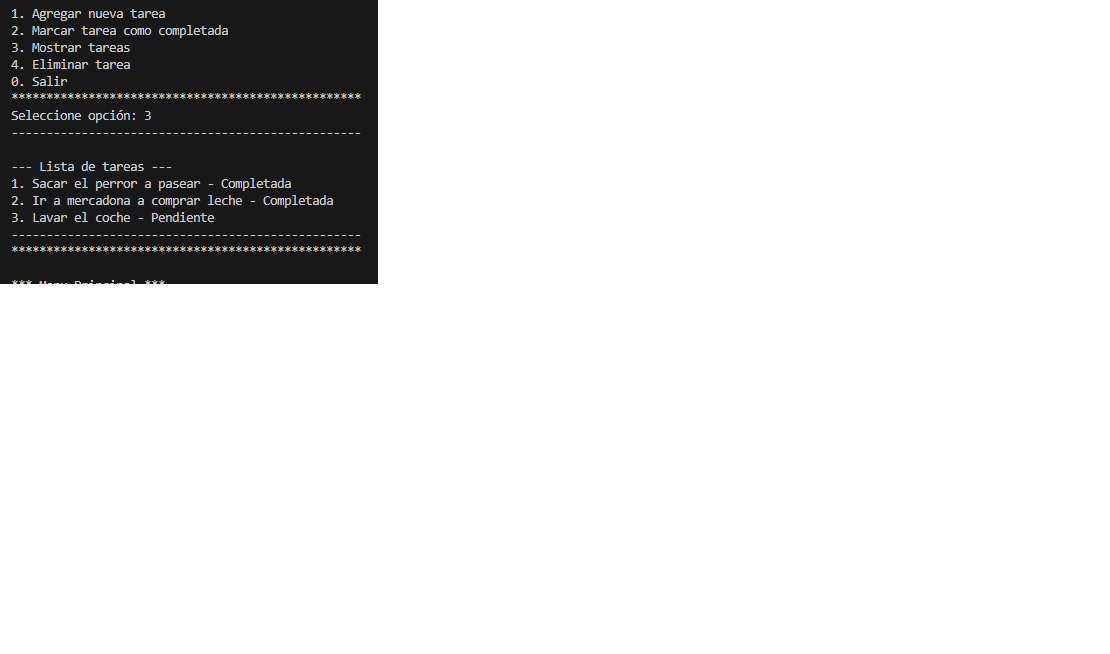 1. Agregar nueva tarea
2. Marcar tarea como completada
3. Mostrar tareas
4. Eliminar tarea
0. Salir
**************************************************
Seleccione opción: 3
--------------------------------------------------
--- Lista de tareas ---
1. Sacar el perror a pasear - Completada
2. Ir a mercadona a comprar leche - Completada
3. Lavar el coche - Pendiente
--------------------------------------------------
**************************************************
*** Menu Principal ***